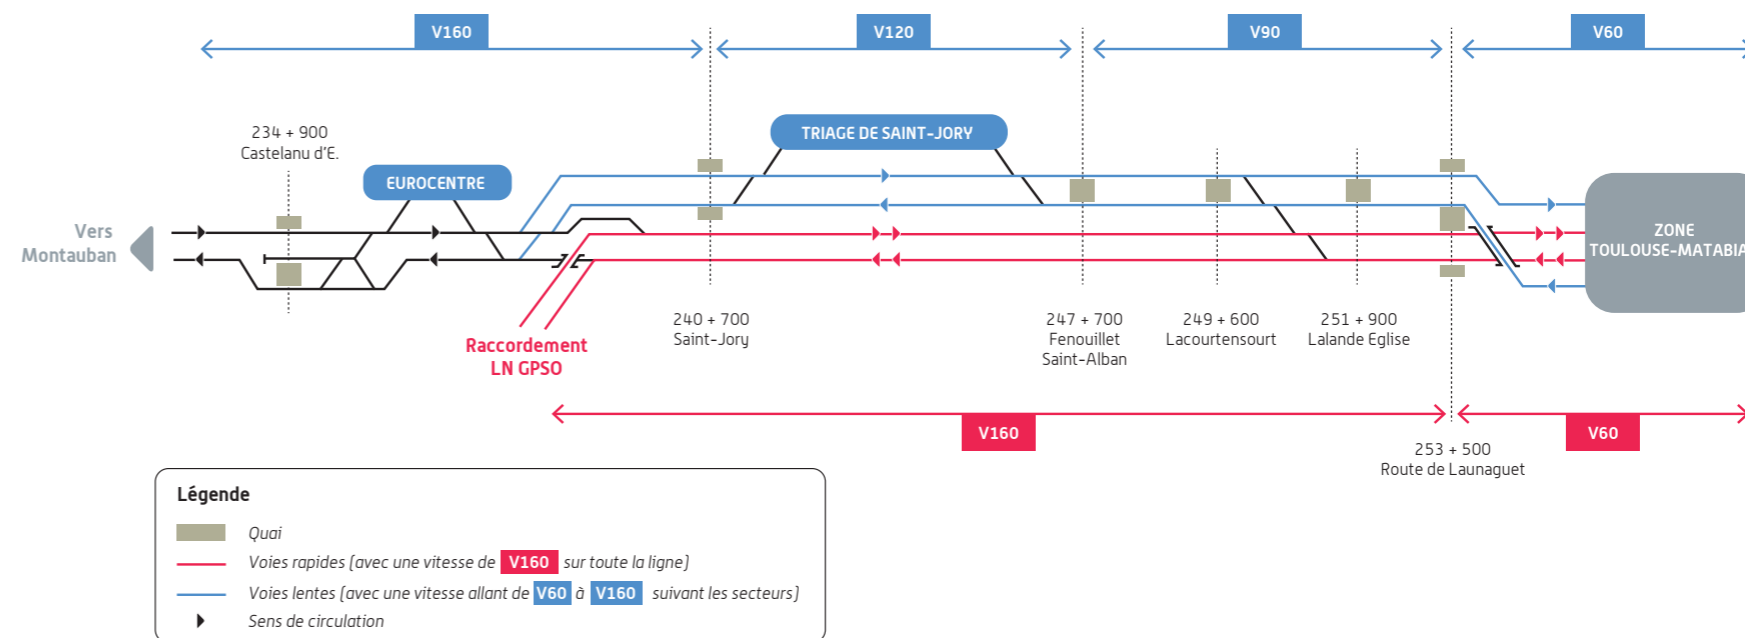 V160
V120
V90
V60
234 + 900
Castelanu d'E.
EUROCENTRE
TRIAGE DE SAINT-JORY
Vers
Montauban
ZONE
TOULOUSE-MATABIA
Raccordement
LN GPSO
240 + 700
Saint-Jory
247 + 700
Fenouillet
Saint-Alban
249 + 600
Lacourtensourt
251 + 900
Lalande Eglise
V160
V60
253 + 500
Route de Launaguet
Légende
Quai
Voies rapides (avec une vitesse de V160 sur toute la ligne)
Voies lentes (avec une vitesse allant de V60 à V160 suivant les secteurs)
Sens de circulation